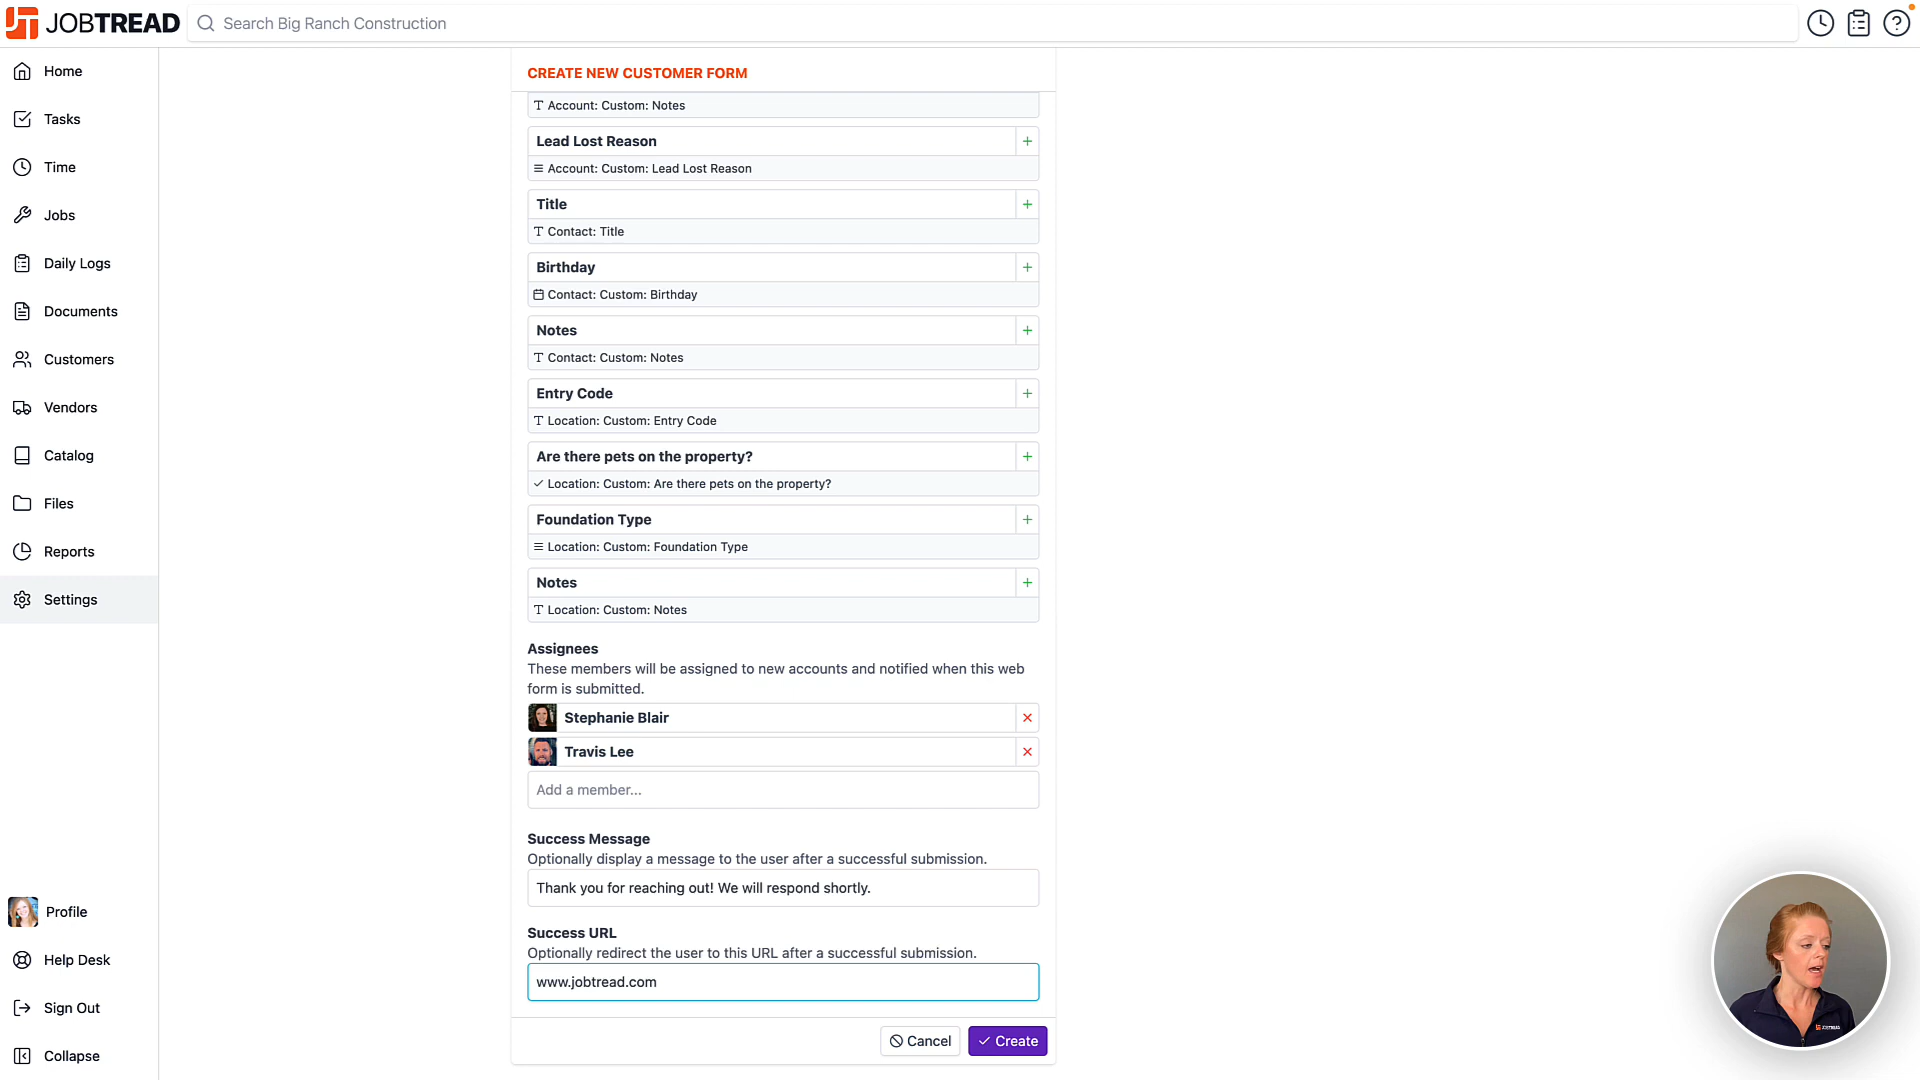 JOBTREAD
Search Big Ranch Construction
Home
Tasks
Time
Jobs
Daily Logs
Documents
Customers
Vendors
Catalog
Files
Reports
Settings
Profile
Help Desk
Sign Out
Collapse
CREATE NEW CUSTOMER FORM
Account: Custom: Notes
Lead Lost Reason
Account: Custom: Lead Lost Reason
Title
Contact: Title
Birthday
Contact: Custom: Birthday
Notes
Contact: Custom: Notes
Entry Code
Location: Custom: Entry Code
Are there pets on the property?
Location: Custom: Are there pets on the property?
Foundation Type
Location: Custom: Foundation Type
Notes
Location: Custom: Notes
Assignees
These members will be assigned to new accounts and notified when this web
form is submitted.
Stephanie Blair
Travis Lee
Add a member...
Success Message
Optionally display a message to the user after a successful submission.
Thank you for reaching out! We will respond shortly.
Success URL
Optionally redirect the user to this URL after a successful submission.
www.jobtread.com
Cancel
Create
JOBTREAD